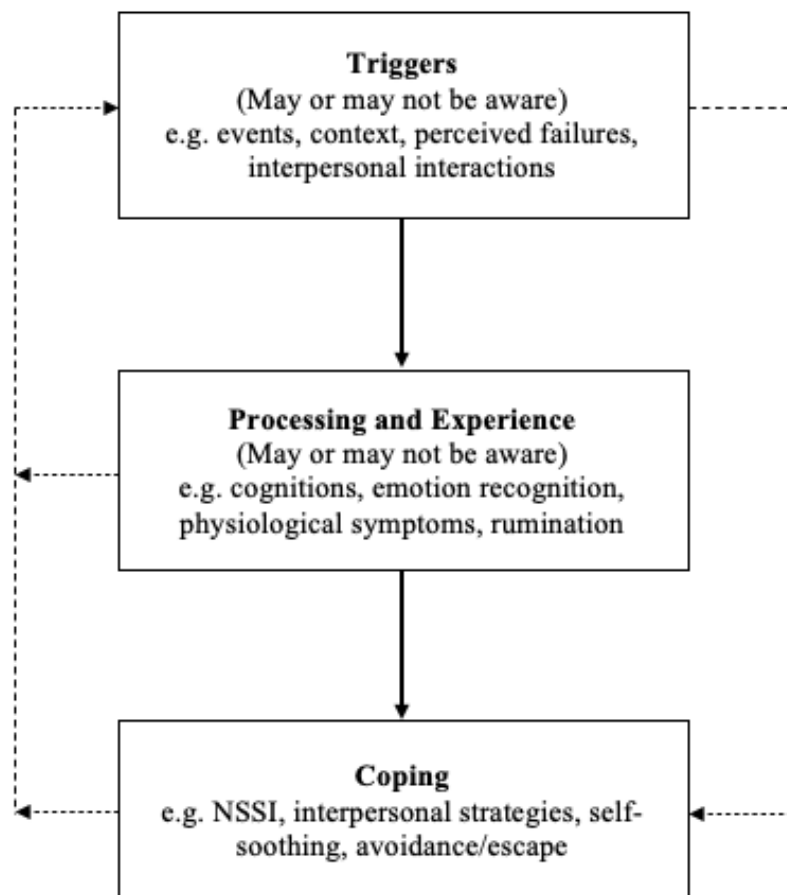 Triggers
(May or may not be aware)
e.g. events, context, perceived failures,
interpersonal interactions
Processing and Experience
(May or may not be aware)
e.g. cognitions, emotion recognition,
physiological symptoms, rumination
Coping
e.g. NSSI, interpersonal strategies, self-
soothing, avoidance/escape